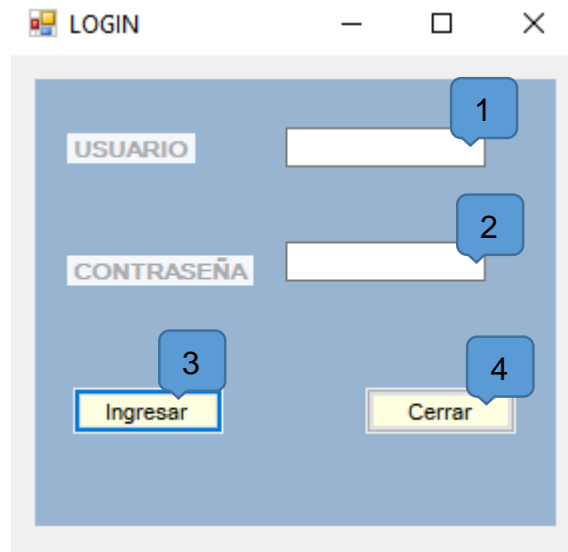 LOGIN
1
USUARIO
2
CONTRASEÑA
3
4
Ingresar
Cerrar